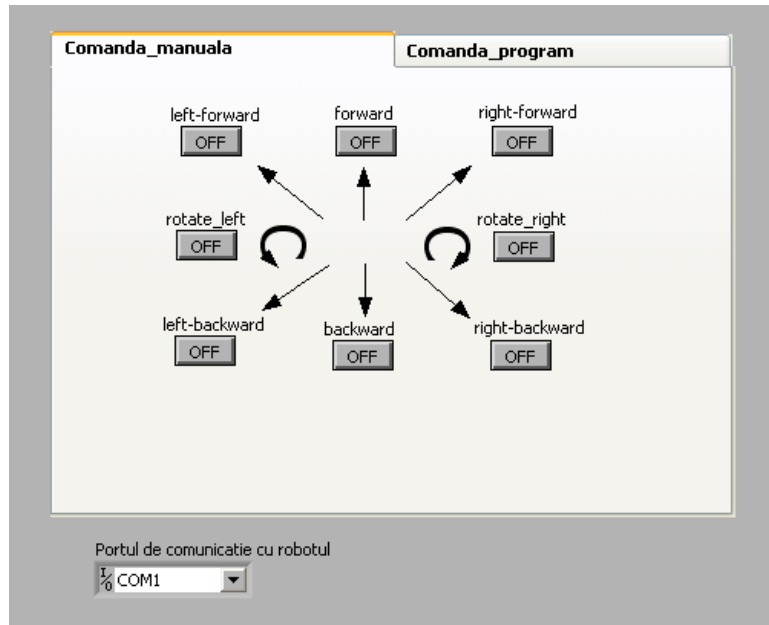 Comanda_manuala Comanda_program
left-forward forward right-forward
OFF OFF OFF
rotate_left rotate_right
OFF OFF
left-backward backward right-backward
OFF OFF OFF
Portul de comunicatie cu robotul
I/O COM1